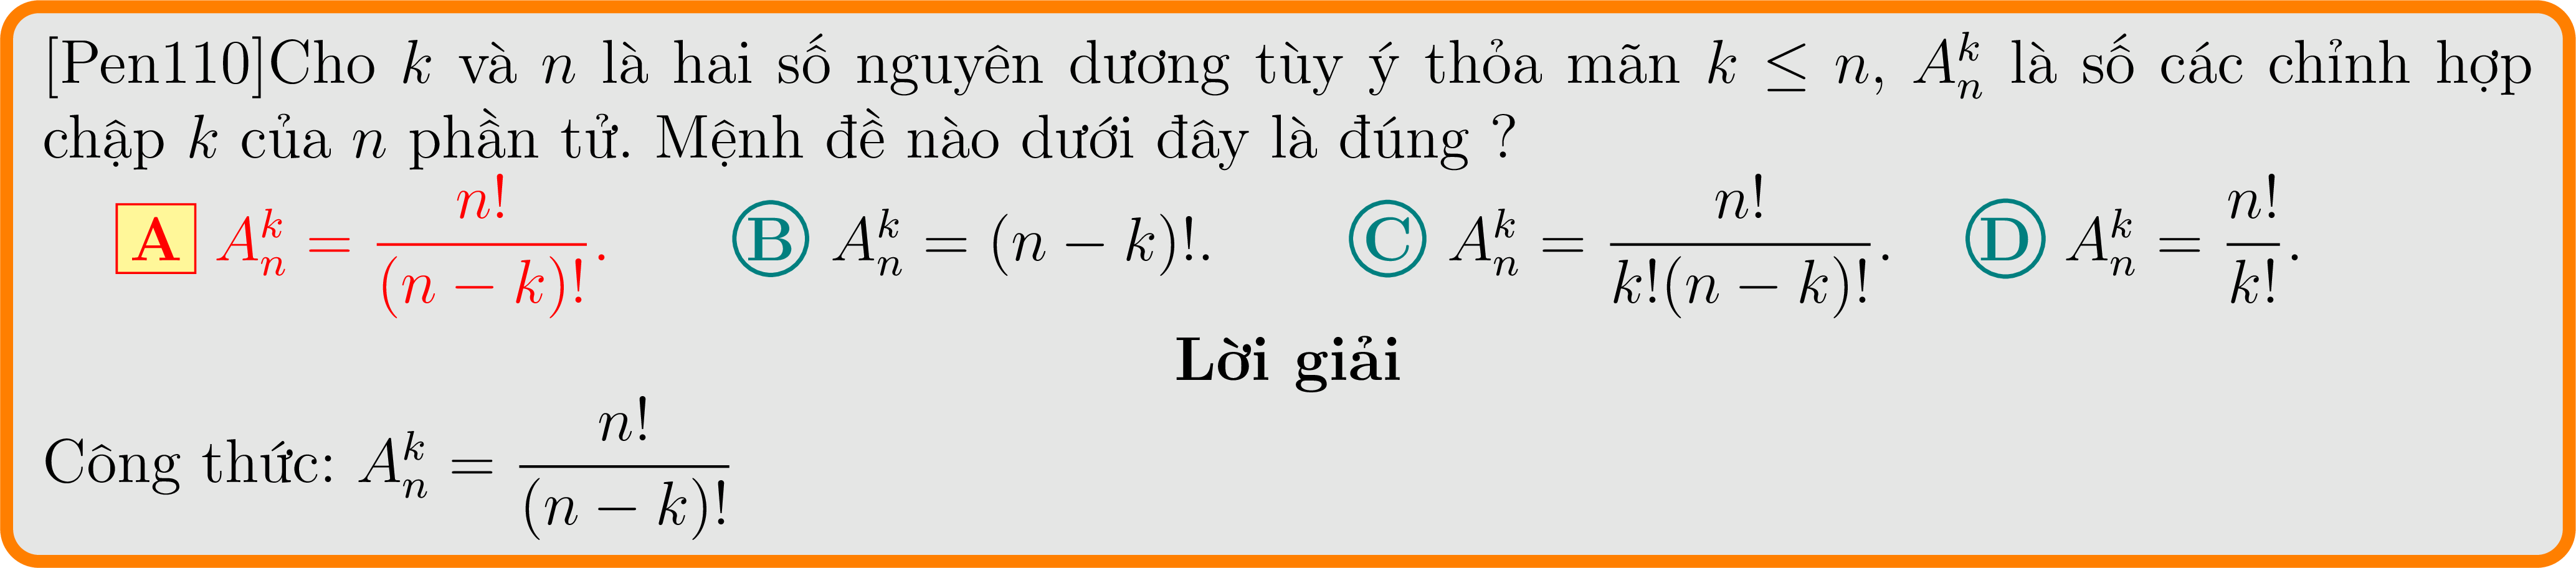 [Pen110]Cho k và n là hai số nguyên dương tùy ý thỏa mãn k ≤ n, A_n^k là số các chỉnh hợp
chập k của n phần tử. Mệnh đề nào dưới đây là đúng ?
A A_n^k = \frac{n!}{(n − k)!}. B A_n^k = (n − k)!. C A_n^k = \frac{n!}{k!(n − k)!}. D A_n^k = \frac{n!}{k!}.
Lời giải
Công thức: A_n^k = \frac{n!}{(n − k)!}